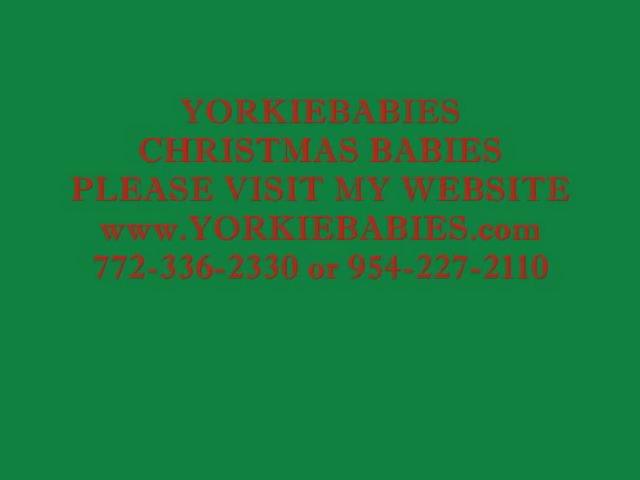 YORKIEBABIES
CHRISTMAS BABIES
PLEASE VISIT MY WEBSITE
www.YORKIEBABIES.com
772-336-2330 or 954-227-2110